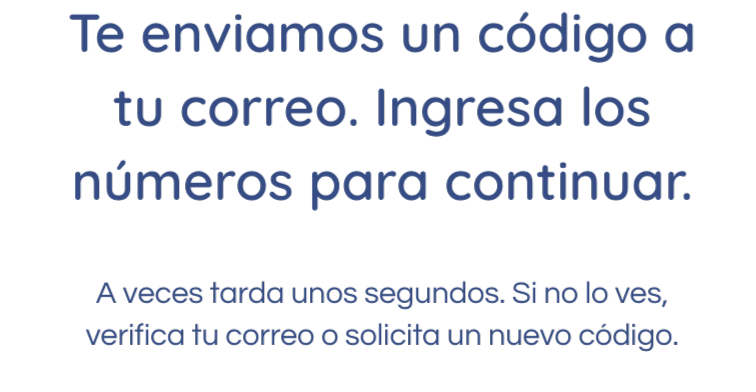 Te enviamos un código a
tu correo. Ingresa los
números para continuar.
A veces tarda unos segundos. Si no lo ves,
verifica tu correo o solicita un nuevo código.